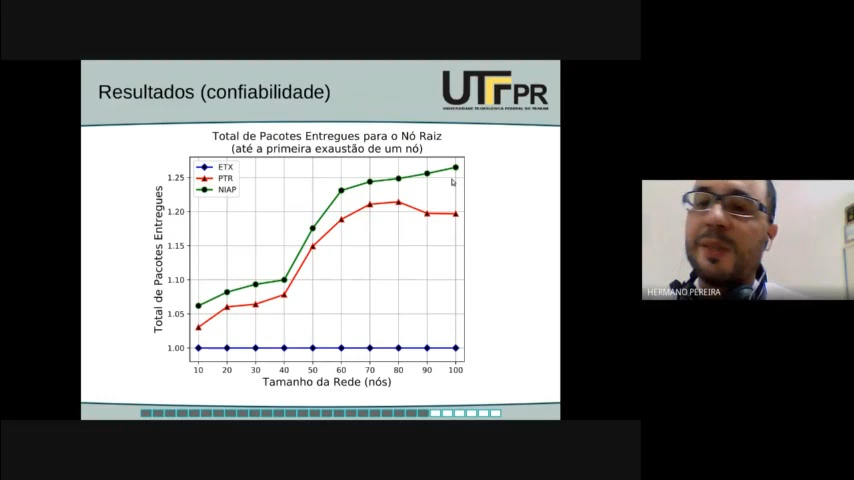 Resultados (confiabilidade)
UTFPR
UNIVERSIDADE TECNOLÓGICA FEDERAL DO PARANÁ
Total de Pacotes Entregues para o Nó Raiz
(até a primeira exaustão de um nó)
ETX
PTR
NIAP
Total de Pacotes Entregues
1.25
1.20
1.15
1.10
1.05
1.00
10 20 30 40 50 60 70 80 90 100
Tamanho da Rede (nós)
HERMANO PEREIRA